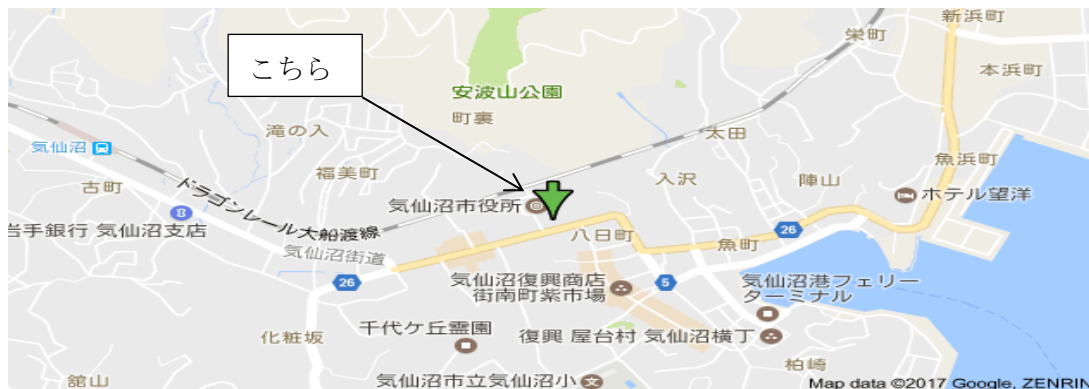 新浜町
栄町
こちら
本浜町
安波山公園
町裏
滝の入
太田
気仙沼
魚浜町
福美町
入沢
陣山
古町
ドラゴンレール大船渡線
ホテル望洋
気仙沼市役所
岩手銀行 気仙沼支店
気仙沼街道
八日町
26
魚町
26
気仙沼復興商店
街南町紫市場
5
気仙沼港フェリー
ターミナル
千代ケ丘霊園
化粧坂
復興 屋台村 気仙沼横丁
柏崎
舘山
気仙沼市立気仙沼小
Map data ©2017 Google, ZENRIN